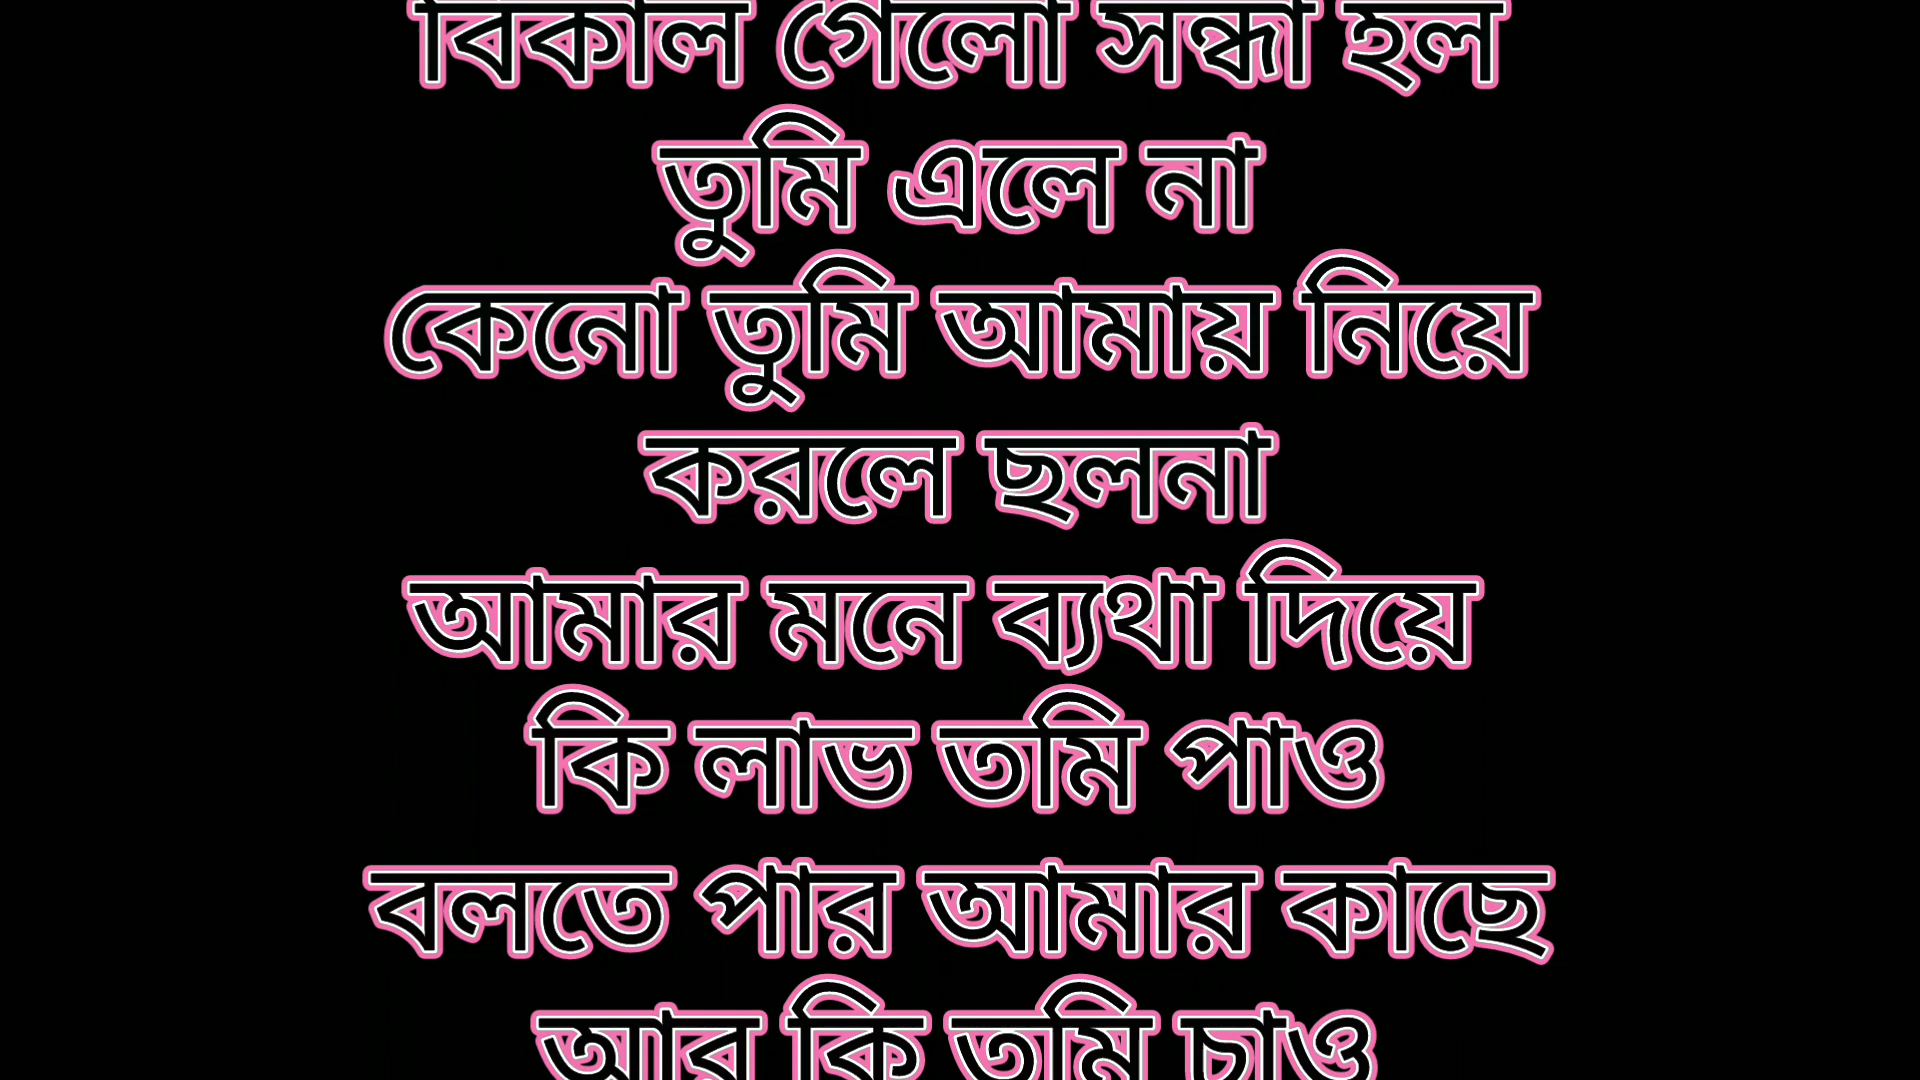 বিকাল গেলো সন্ধা হল
তুমি এলে না
কেনো তুমি আমায় নিয়ে
করলে ছলনা
আমার মনে ব্যথা দিয়ে
কি লাভ তমি পাও
বলতে পার আমার কাছে
আর কি তমি চাও